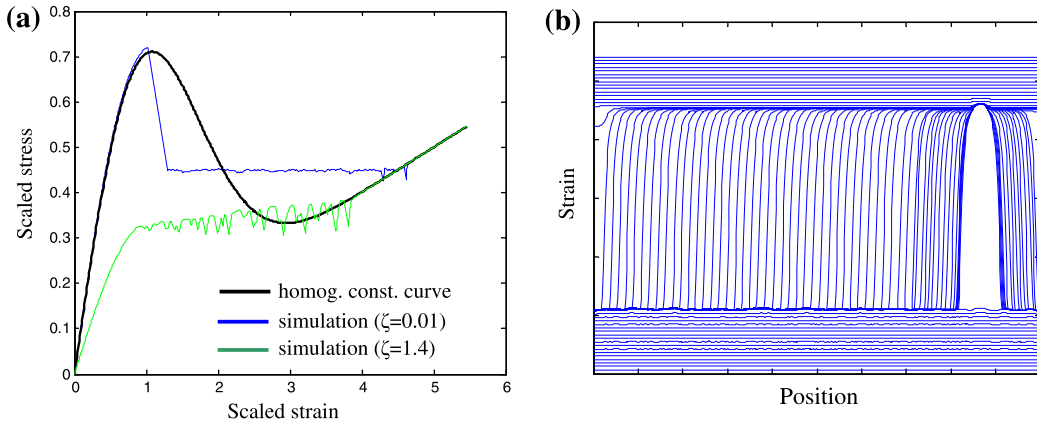 (a)
0.8
0.7
0.6
0.5
0.4
0.3
0.2
0.1
0
Scaled stress
homog. const. curve
simulation (ζ=0.01)
simulation (ζ=1.4)
0 1 2 3 4 5 6
Scaled strain
(b)
Strain
Position